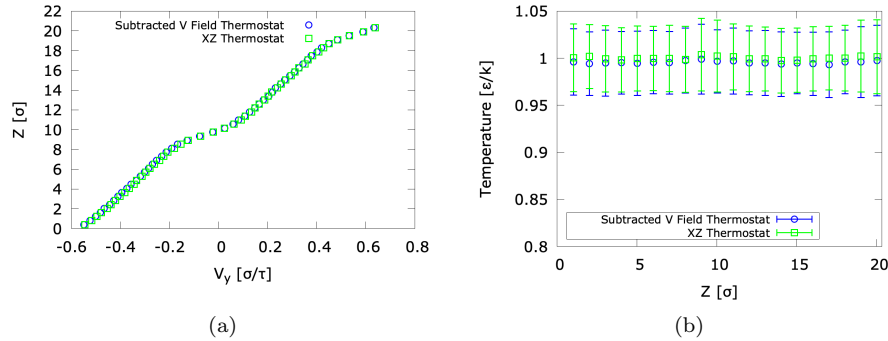 22
20
18
16
14
12
10
8
6
4
2
0
Z [σ]
Subtracted V Field Thermostat
XZ Thermostat
-0.6 -0.4 -0.2 0 0.2 0.4 0.6 0.8
V_y [σ/τ]
(a)
1.05
1
0.95
0.9
0.85
0.8
Temperature [ε/k]
Subtracted V Field Thermostat
XZ Thermostat
0 5 10 15 20
Z [σ]
(b)